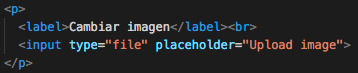 <p>
<label>Cambiar imagen</label><br>
<input type="file" placeholder="Upload image">
</p>